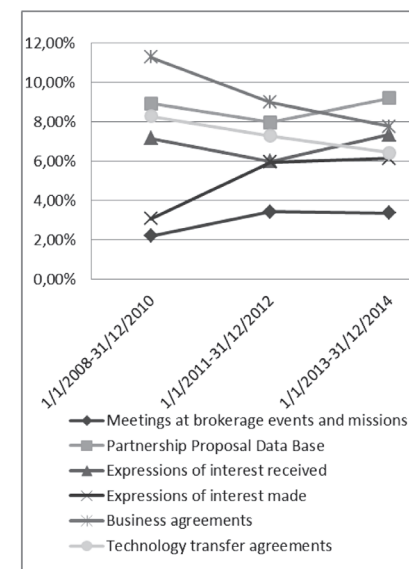 12,00%
10,00%
8,00%
6,00%
4,00%
2,00%
0,00%
1/1/2008-31/12/2010
1/1/2011-31/12/2012
1/1/2013-31/12/2014
Meetings at brokerage events and missions
Partnership Proposal Data Base
Expressions of interest received
Expressions of interest made
Business agreements
Technology transfer agreements